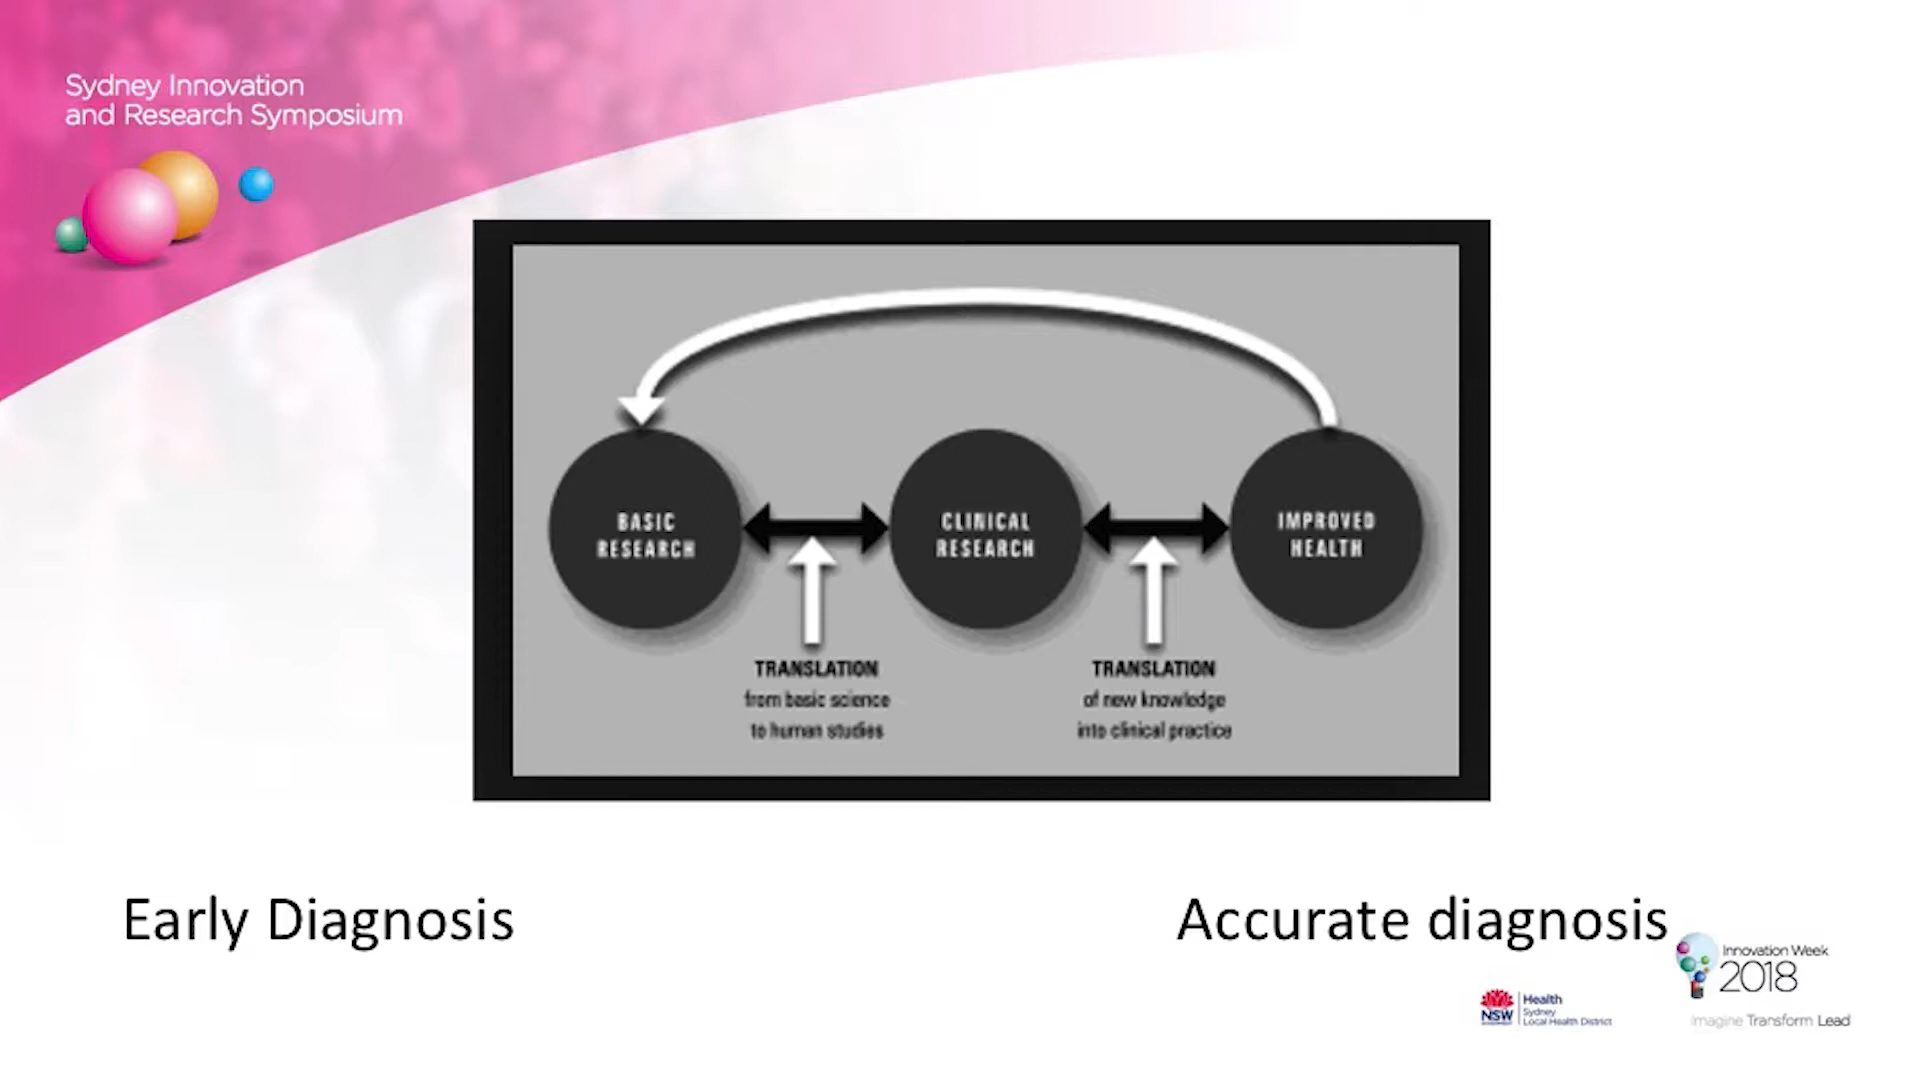 Sydney Innovation
and Research Symposium
BASIC
RESEARCH
CLINICAL
RESEARCH
IMPROVED
HEALTH
TRANSLATION
from basic science
to human studies
TRANSLATION
of new knowledge
into clinical practice
Early Diagnosis
Accurate diagnosis
Innovation Week
2018
Imagine Transform Lead
NSW
Health
Sydney
Local Health District